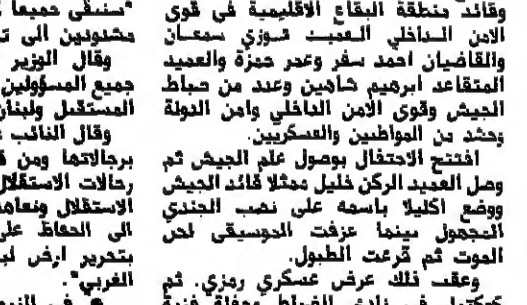 وقائد منطقة البقاع الاقليمية في قوى
الامن الداخلي العميد فوزي سمعان
والقاضيان احمد سفر وعمر حمزة والعميد
المتقاعد ابرهيم شاهين وعدد من ضباط
الجيش وقوى الامن الداخلي وامن الدولة
وحشد من المواطنين والعسكريين.
افتتح الاحتفال بوصول علم الجيش ثم
وصل العميد الركن خليل ممثلا قائد الجيش
ووضع اكليلا باسمه على نصب الجندي
المجهول بينما عزفت الموسيقى لحن
الموت ثم قرعت الطبول.
وعقب ذلك عرض عسكري رمزي. ثم
"سنبقى جميعا
مشدودين الى
وقال الوزير
جميع المسؤولين
المستقبل ولبنان
وقال النائب
برجالاتها ومن
رجالات الاستقلال
الاستقلال ونعاهد
الى الحفاظ على
بتحرير ارض
الغربي".